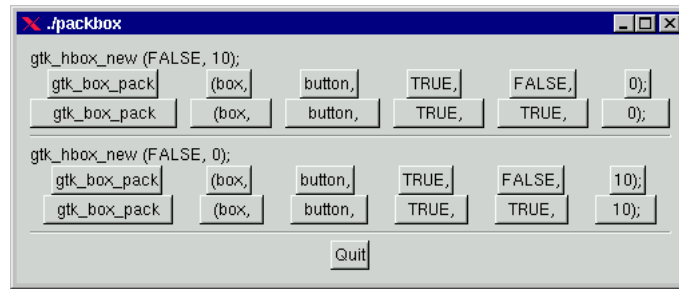 ./packbox
gtk_hbox_new (FALSE, 10);
gtk_box_pack (box, button, TRUE, FALSE, 0);
gtk_box_pack (box, button, TRUE, TRUE, 0);
gtk_hbox_new (FALSE, 0);
gtk_box_pack (box, button, TRUE, FALSE, 10);
gtk_box_pack (box, button, TRUE, TRUE, 10);
Quit